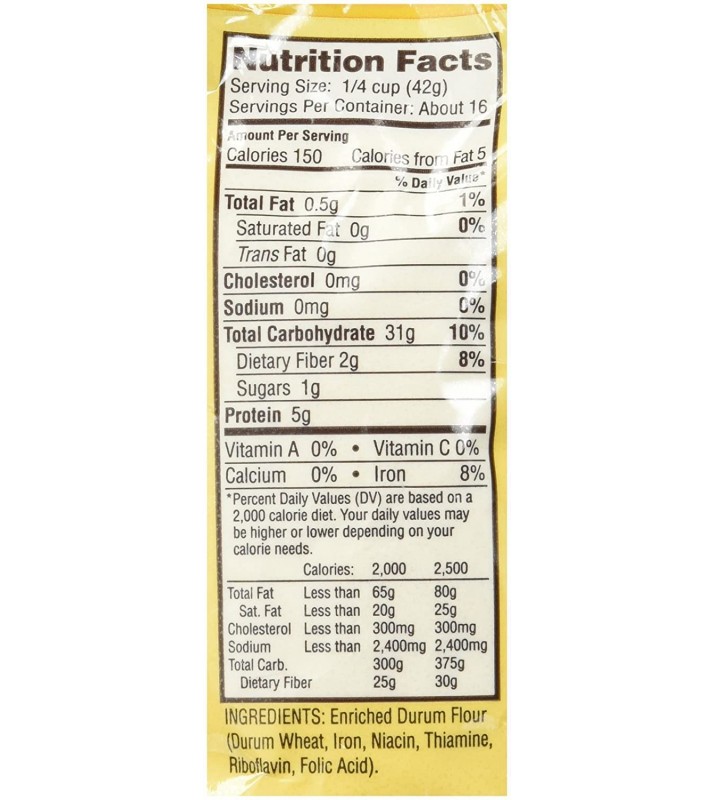 Nutrition Facts
Serving Size: 1/4 cup (42g)
Servings Per Container: About 16
Amount Per Serving
Calories 150 Calories from Fat 5
% Daily Value*
Total Fat 0.5g 1%
Saturated Fat 0g 0%
Trans Fat 0g
Cholesterol 0mg 0%
Sodium 0mg 0%
Total Carbohydrate 31g 10%
Dietary Fiber 2g 8%
Sugars 1g
Protein 5g
Vitamin A 0% • Vitamin C 0%
Calcium 0% • Iron 8%
*Percent Daily Values (DV) are based on a
2,000 calorie diet. Your daily values may
be higher or lower depending on your
calorie needs.
Calories: 2,000 2,500
Total Fat Less than 65g 80g
Sat. Fat Less than 20g 25g
Cholesterol Less than 300mg 300mg
Sodium Less than 2,400mg 2,400mg
Total Carb. 300g 375g
Dietary Fiber 25g 30g
INGREDIENTS: Enriched Durum Flour
(Durum Wheat, Iron, Niacin, Thiamine,
Riboflavin, Folic Acid).